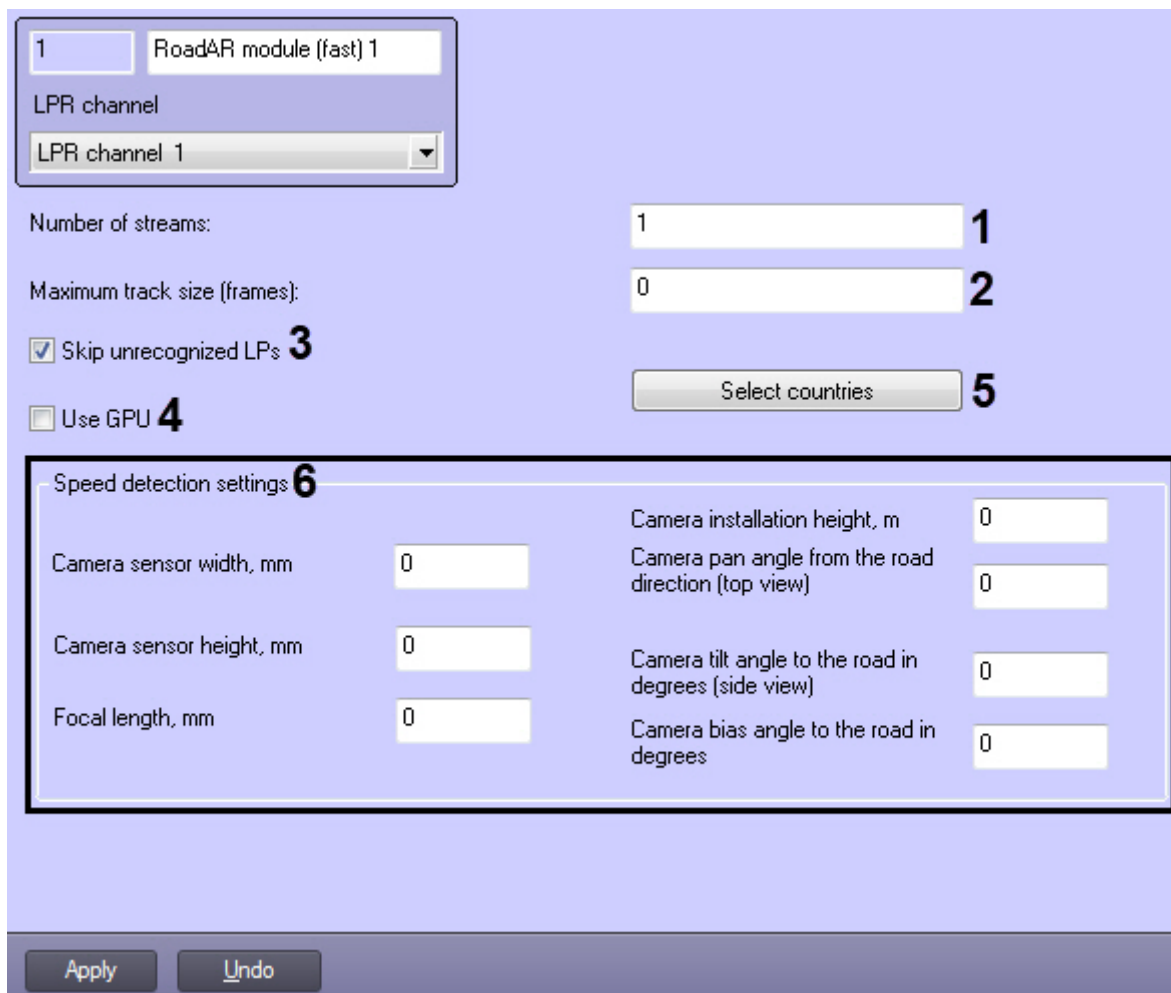 1 RoadAR module (fast) 1
LPR channel
LPR channel 1
Number of streams: 1 1
Maximum track size (frames): 0 2
Skip unrecognized LPs 3
Select countries 5
Use GPU 4
Speed detection settings 6
Camera installation height, m 0
Camera sensor width, mm 0
Camera pan angle from the road
direction (top view) 0
Camera sensor height, mm 0
Camera tilt angle to the road in
degrees (side view) 0
Focal length, mm 0
Camera bias angle to the road in
degrees 0
Apply Undo